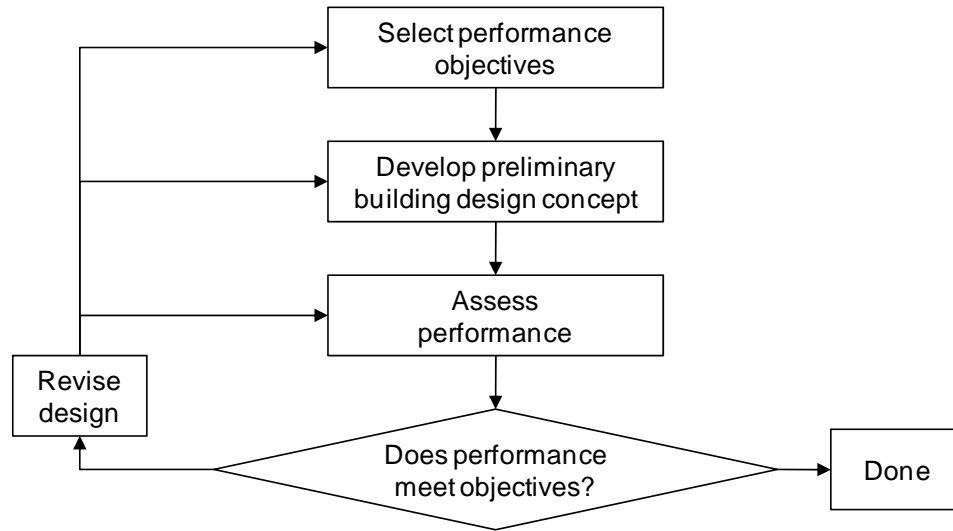 Select performance
objectives
Develop preliminary
building design concept
Assess
performance
Revise
design
Does performance
meet objectives?
Done